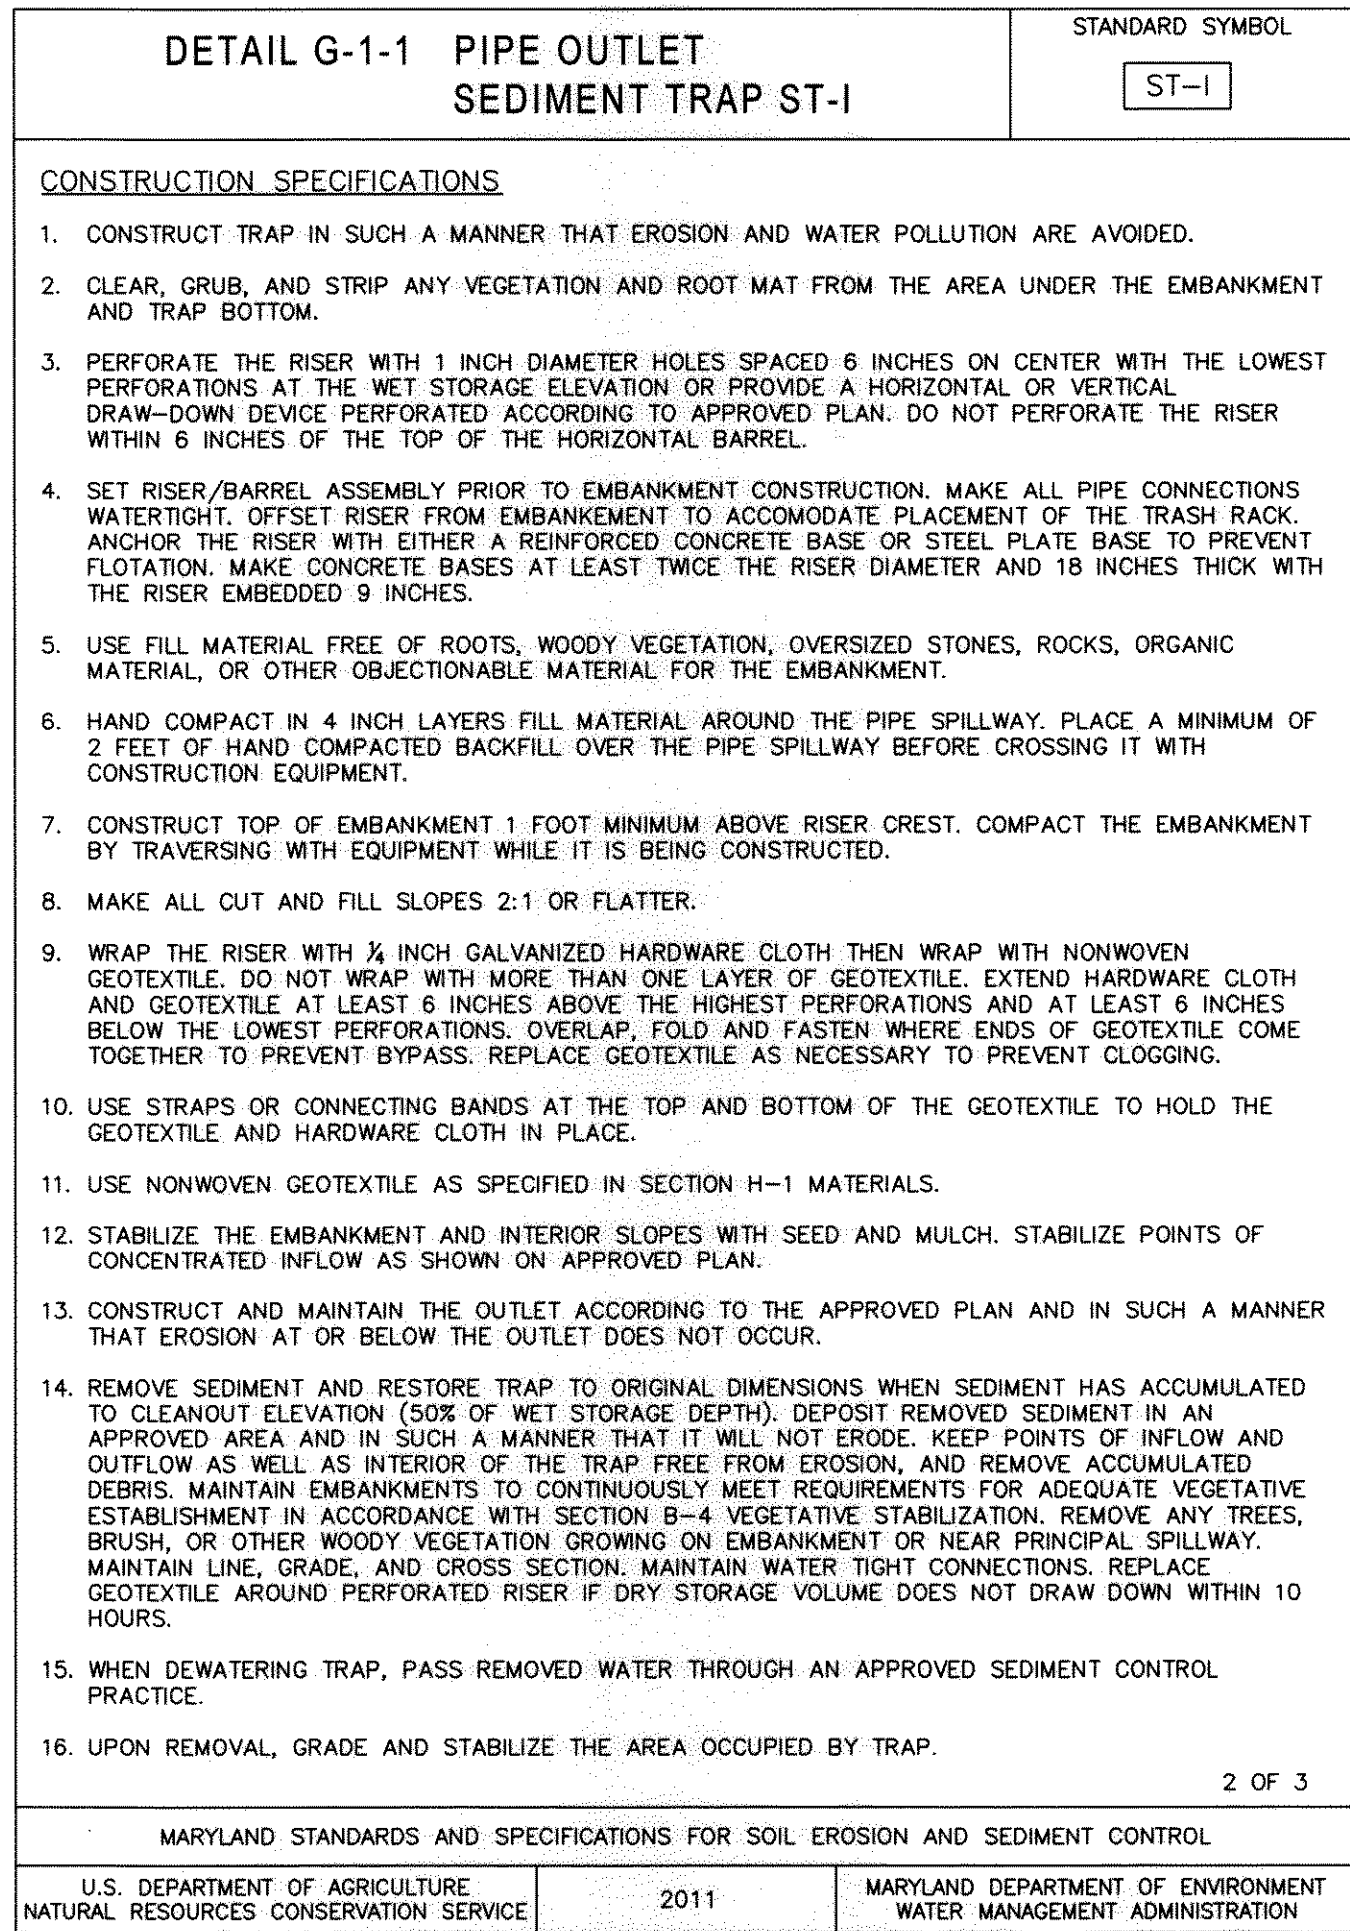 DETAIL G-1-1 PIPE OUTLET
SEDIMENT TRAP ST-I
STANDARD SYMBOL
ST-I
CONSTRUCTION SPECIFICATIONS
1. CONSTRUCT TRAP IN SUCH A MANNER THAT EROSION AND WATER POLLUTION ARE AVOIDED.
2. CLEAR, GRUB, AND STRIP ANY VEGETATION AND ROOT MAT FROM THE AREA UNDER THE EMBANKMENT
AND TRAP BOTTOM.
3. PERFORATE THE RISER WITH 1 INCH DIAMETER HOLES SPACED 6 INCHES ON CENTER WITH THE LOWEST
PERFORATIONS AT THE WET STORAGE ELEVATION OR PROVIDE A HORIZONTAL OR VERTICAL
DRAW-DOWN DEVICE PERFORATED ACCORDING TO APPROVED PLAN. DO NOT PERFORATE THE RISER
WITHIN 6 INCHES OF THE TOP OF THE HORIZONTAL BARREL.
4. SET RISER/BARREL ASSEMBLY PRIOR TO EMBANKMENT CONSTRUCTION. MAKE ALL PIPE CONNECTIONS
WATERTIGHT. OFFSET RISER FROM EMBANKEMENT TO ACCOMODATE PLACEMENT OF THE TRASH RACK.
ANCHOR THE RISER WITH EITHER A REINFORCED CONCRETE BASE OR STEEL PLATE BASE TO PREVENT
FLOTATION. MAKE CONCRETE BASES AT LEAST TWICE THE RISER DIAMETER AND 18 INCHES THICK WITH
THE RISER EMBEDDED 9 INCHES.
5. USE FILL MATERIAL FREE OF ROOTS, WOODY VEGETATION, OVERSIZED STONES, ROCKS, ORGANIC
MATERIAL, OR OTHER OBJECTIONABLE MATERIAL FOR THE EMBANKMENT.
6. HAND COMPACT IN 4 INCH LAYERS FILL MATERIAL AROUND THE PIPE SPILLWAY. PLACE A MINIMUM OF
2 FEET OF HAND COMPACTED BACKFILL OVER THE PIPE SPILLWAY BEFORE CROSSING IT WITH
CONSTRUCTION EQUIPMENT.
7. CONSTRUCT TOP OF EMBANKMENT 1 FOOT MINIMUM ABOVE RISER CREST. COMPACT THE EMBANKMENT
BY TRAVERSING WITH EQUIPMENT WHILE IT IS BEING CONSTRUCTED.
8. MAKE ALL CUT AND FILL SLOPES 2:1 OR FLATTER.
9. WRAP THE RISER WITH ¼ INCH GALVANIZED HARDWARE CLOTH THEN WRAP WITH NONWOVEN
GEOTEXTILE. DO NOT WRAP WITH MORE THAN ONE LAYER OF GEOTEXTILE. EXTEND HARDWARE CLOTH
AND GEOTEXTILE AT LEAST 6 INCHES ABOVE THE HIGHEST PERFORATIONS AND AT LEAST 6 INCHES
BELOW THE LOWEST PERFORATIONS. OVERLAP, FOLD AND FASTEN WHERE ENDS OF GEOTEXTILE COME
TOGETHER TO PREVENT BYPASS. REPLACE GEOTEXTILE AS NECESSARY TO PREVENT CLOGGING.
10. USE STRAPS OR CONNECTING BANDS AT THE TOP AND BOTTOM OF THE GEOTEXTILE TO HOLD THE
GEOTEXTILE AND HARDWARE CLOTH IN PLACE.
11. USE NONWOVEN GEOTEXTILE AS SPECIFIED IN SECTION H-1 MATERIALS.
12. STABILIZE THE EMBANKMENT AND INTERIOR SLOPES WITH SEED AND MULCH. STABILIZE POINTS OF
CONCENTRATED INFLOW AS SHOWN ON APPROVED PLAN.
13. CONSTRUCT AND MAINTAIN THE OUTLET ACCORDING TO THE APPROVED PLAN AND IN SUCH A MANNER
THAT EROSION AT OR BELOW THE OUTLET DOES NOT OCCUR.
14. REMOVE SEDIMENT AND RESTORE TRAP TO ORIGINAL DIMENSIONS WHEN SEDIMENT HAS ACCUMULATED
TO CLEANOUT ELEVATION (50% OF WET STORAGE DEPTH). DEPOSIT REMOVED SEDIMENT IN AN
APPROVED AREA AND IN SUCH A MANNER THAT IT WILL NOT ERODE. KEEP POINTS OF INFLOW AND
OUTFLOW AS WELL AS INTERIOR OF THE TRAP FREE FROM EROSION, AND REMOVE ACCUMULATED
DEBRIS. MAINTAIN EMBANKMENTS TO CONTINUOUSLY MEET REQUIREMENTS FOR ADEQUATE VEGETATIVE
ESTABLISHMENT IN ACCORDANCE WITH SECTION B-4 VEGETATIVE STABILIZATION. REMOVE ANY TREES,
BRUSH, OR OTHER WOODY VEGETATION GROWING ON EMBANKMENT OR NEAR PRINCIPAL SPILLWAY.
MAINTAIN LINE, GRADE, AND CROSS SECTION. MAINTAIN WATER TIGHT CONNECTIONS. REPLACE
GEOTEXTILE AROUND PERFORATED RISER IF DRY STORAGE VOLUME DOES NOT DRAW DOWN WITHIN 10
HOURS.
15. WHEN DEWATERING TRAP, PASS REMOVED WATER THROUGH AN APPROVED SEDIMENT CONTROL
PRACTICE.
16. UPON REMOVAL, GRADE AND STABILIZE THE AREA OCCUPIED BY TRAP.
2 OF 3
MARYLAND STANDARDS AND SPECIFICATIONS FOR SOIL EROSION AND SEDIMENT CONTROL
U.S. DEPARTMENT OF AGRICULTURE
NATURAL RESOURCES CONSERVATION SERVICE
2011
MARYLAND DEPARTMENT OF ENVIRONMENT
WATER MANAGEMENT ADMINISTRATION